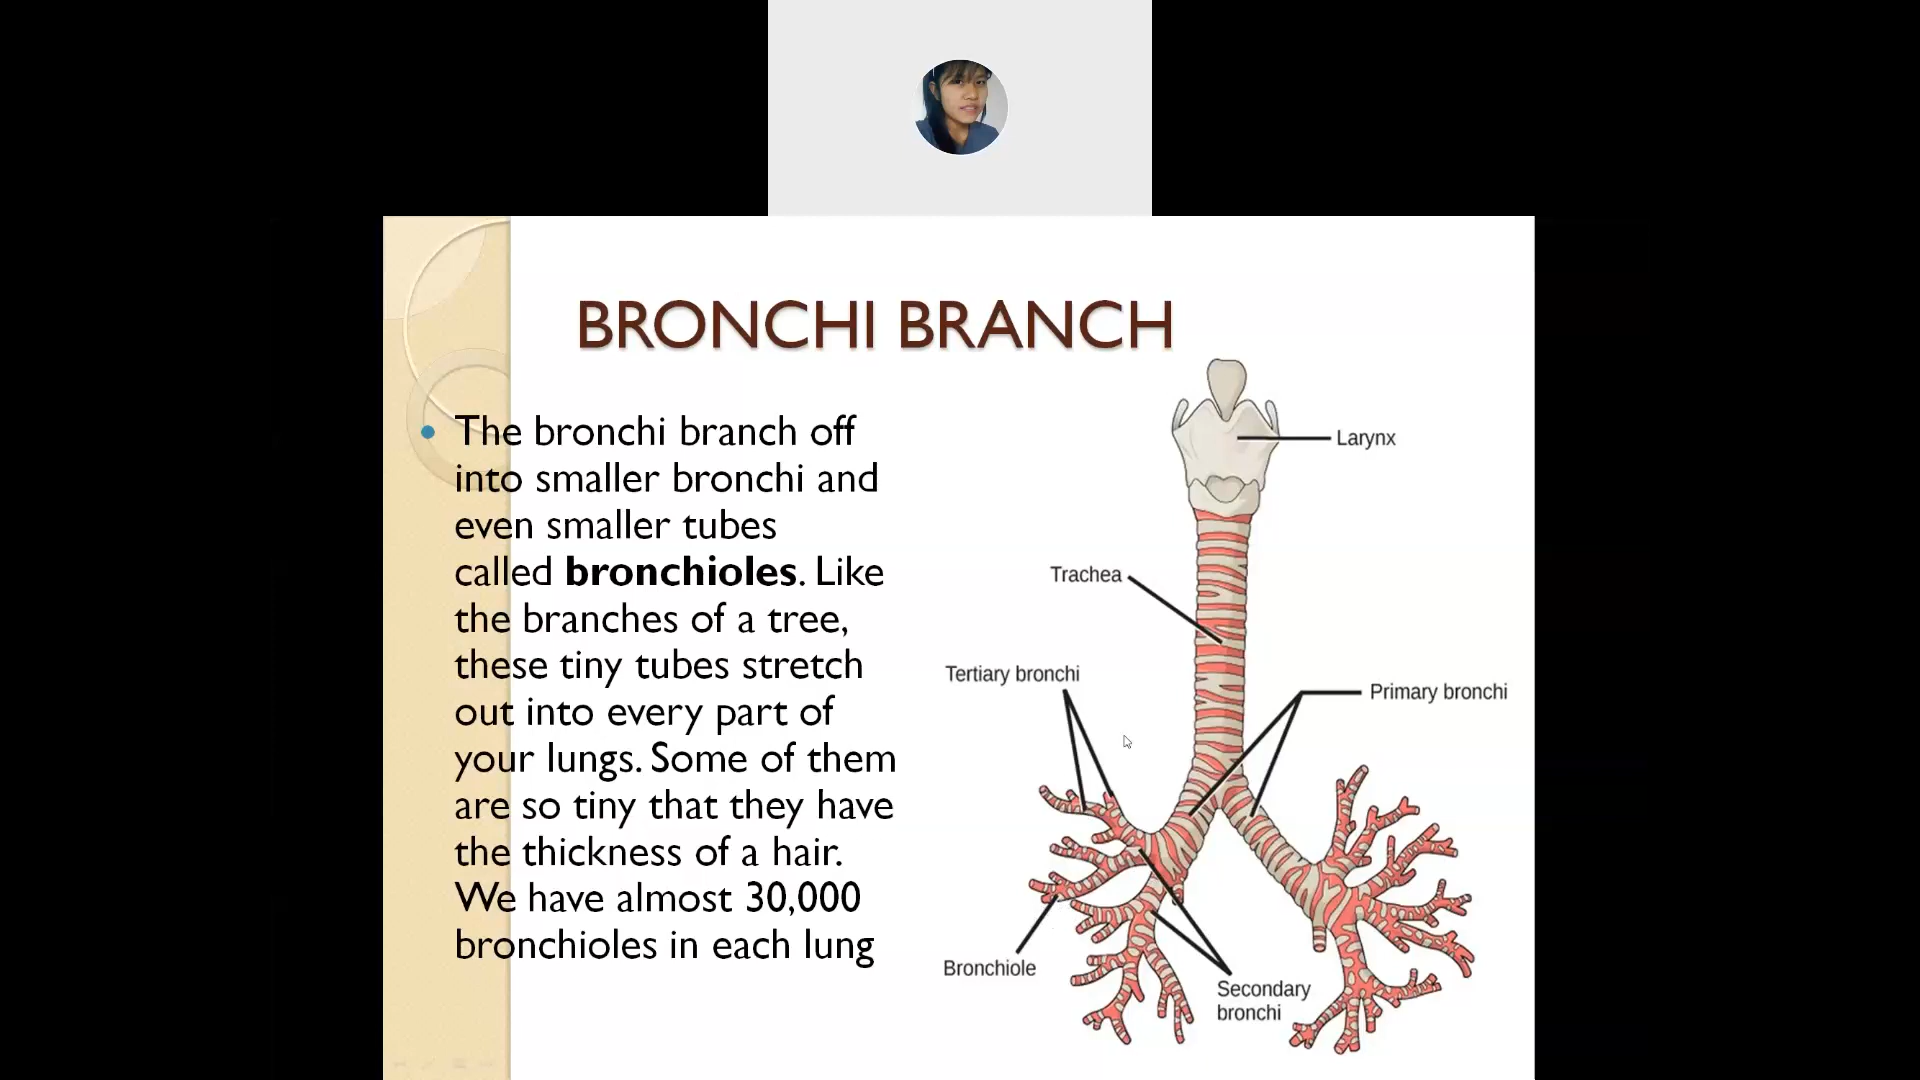 BRONCHI BRANCH
The bronchi branch off
into smaller bronchi and
even smaller tubes
called bronchioles. Like
the branches of a tree,
these tiny tubes stretch
out into every part of
your lungs. Some of them
are so tiny that they have
the thickness of a hair.
We have almost 30,000
bronchioles in each lung
Larynx
Trachea
Tertiary bronchi
Primary bronchi
Bronchiole
Secondary
bronchi